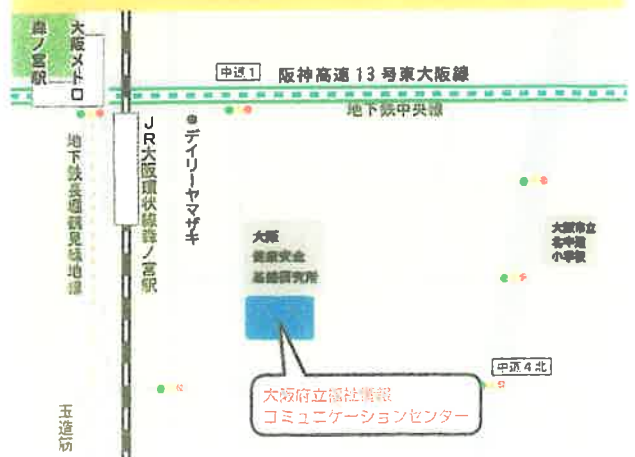 大阪メトロ
森ノ宮駅
中道1
阪神高速13号東大阪線
地下鉄中央線
JR大阪環状線森ノ宮駅
デイリーヤマザキ
地下鉄長堀鶴見緑地線
大阪
健康安全
基盤研究所
大阪市立
北中道
小学校
中道4北
大阪府立福祉情報
コミュニケーションセンター
玉造筋